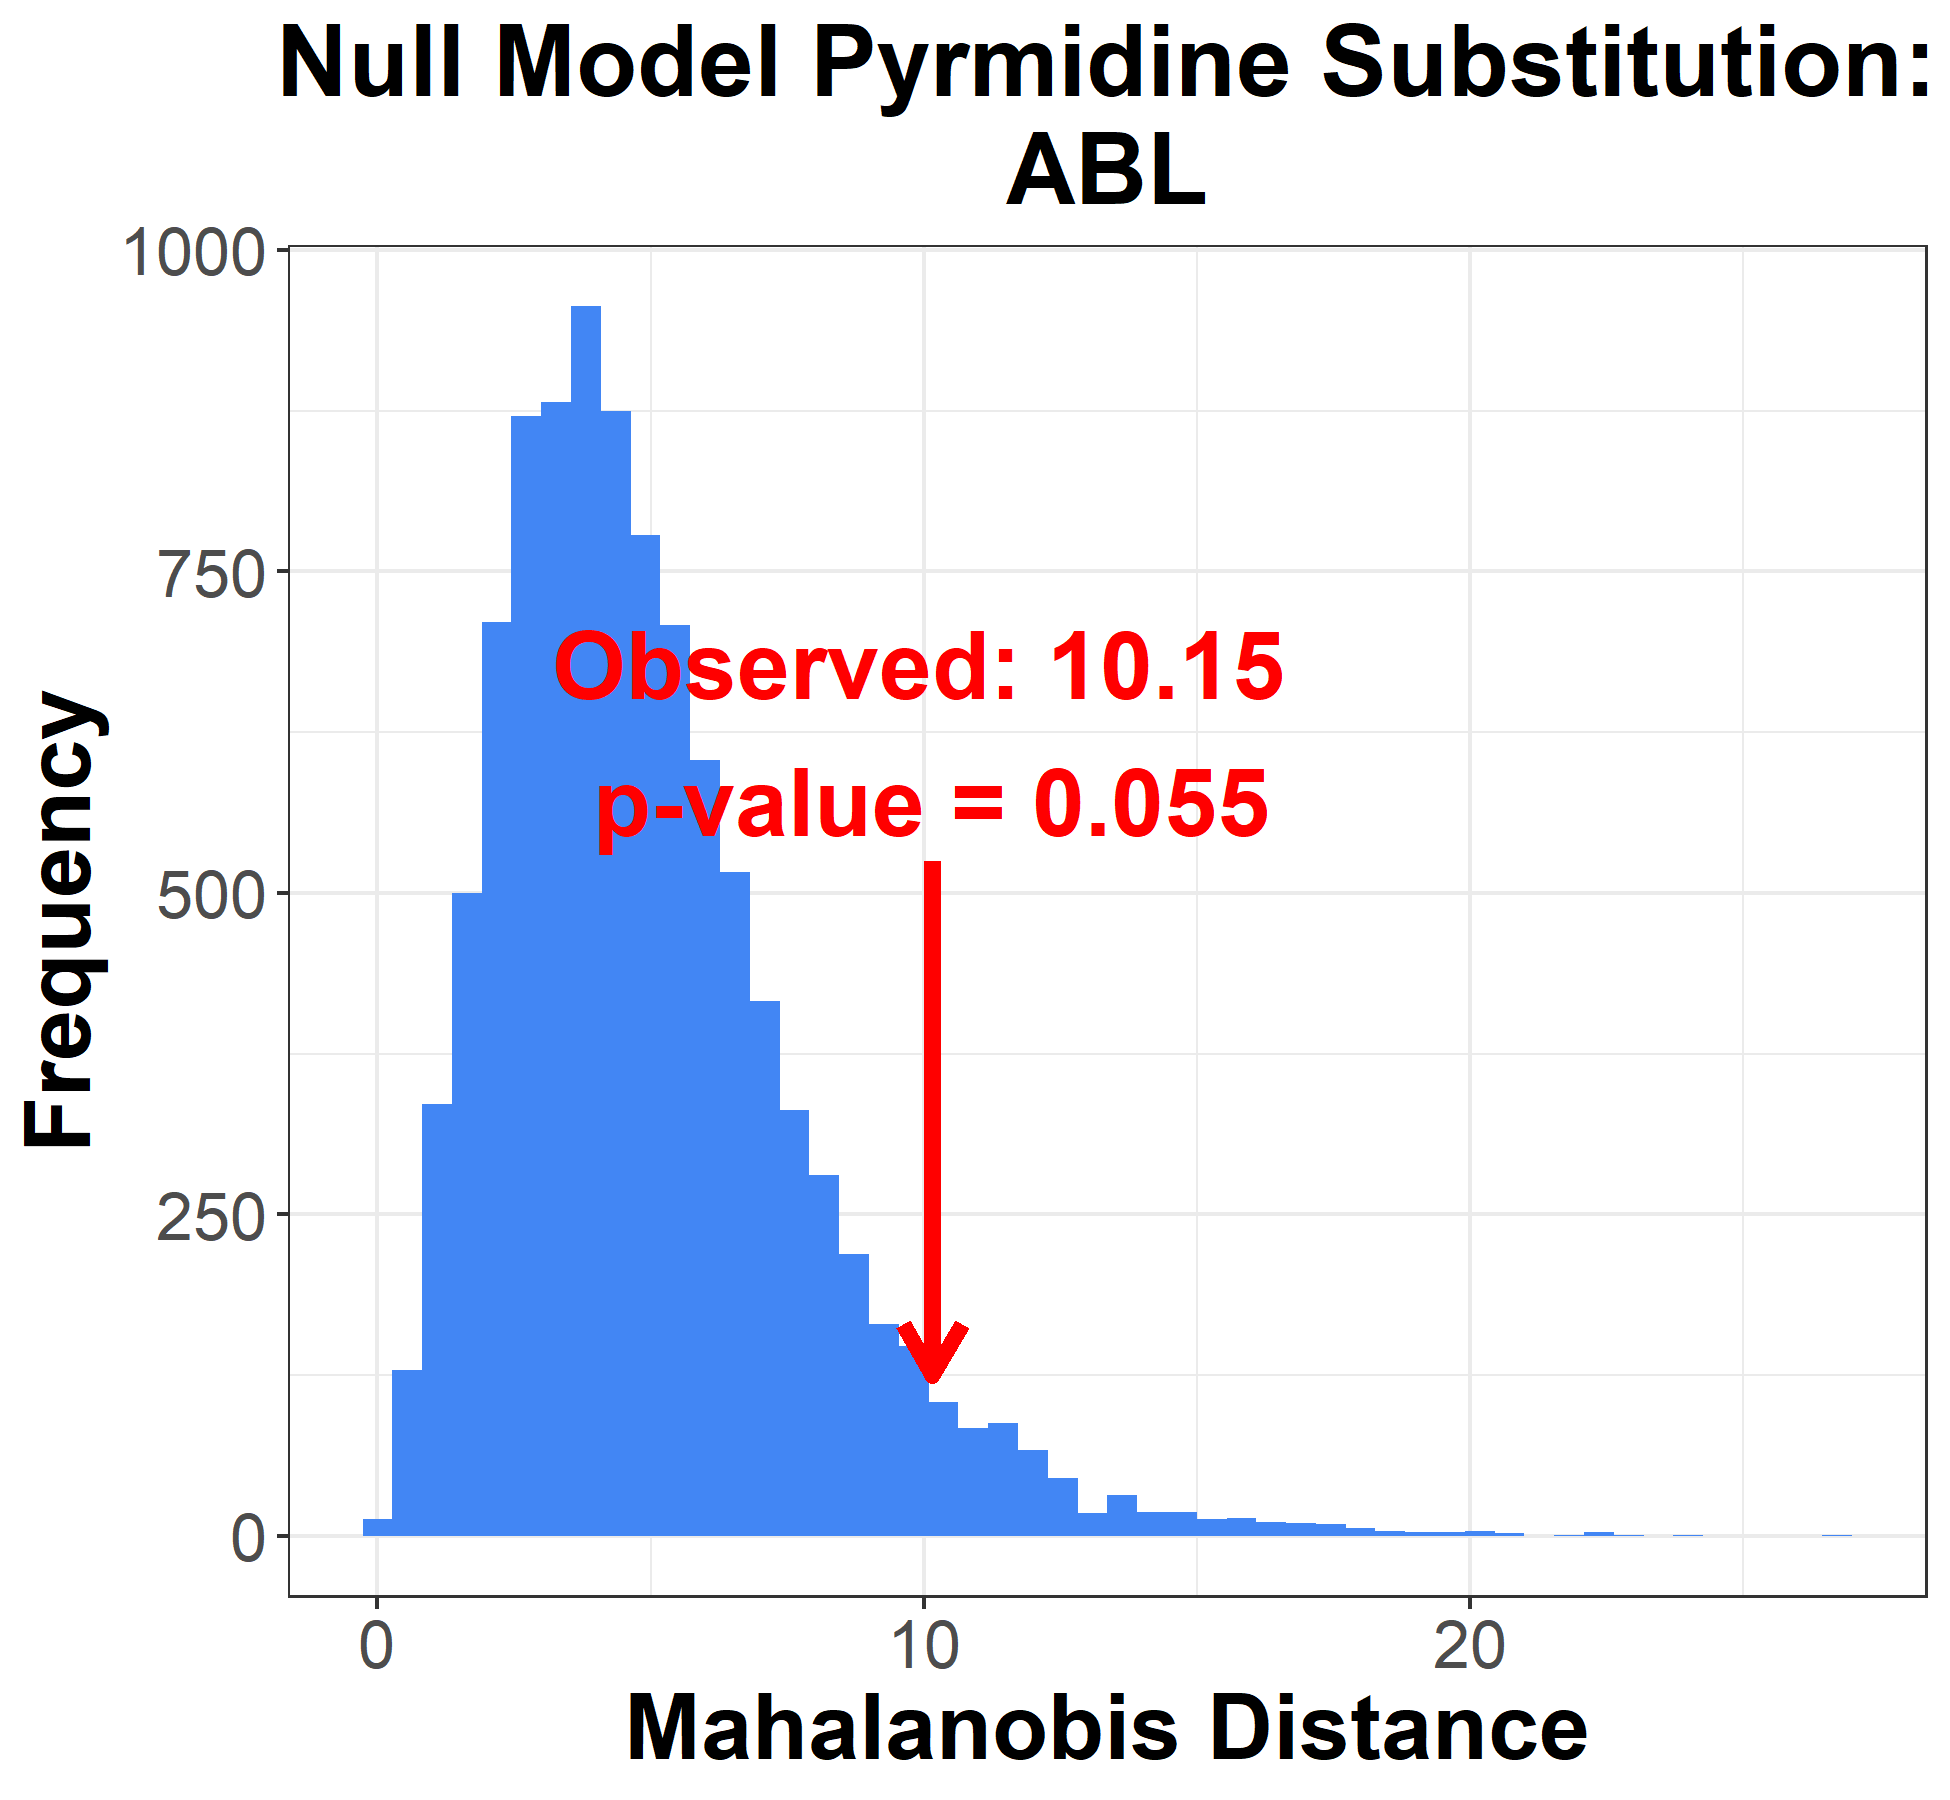 Null Model Pyrmidine Substitution:
ABL
1000
750
500
250
0
Frequency
Observed: 10.15
p-value = 0.055
0
10
20
Mahalanobis Distance